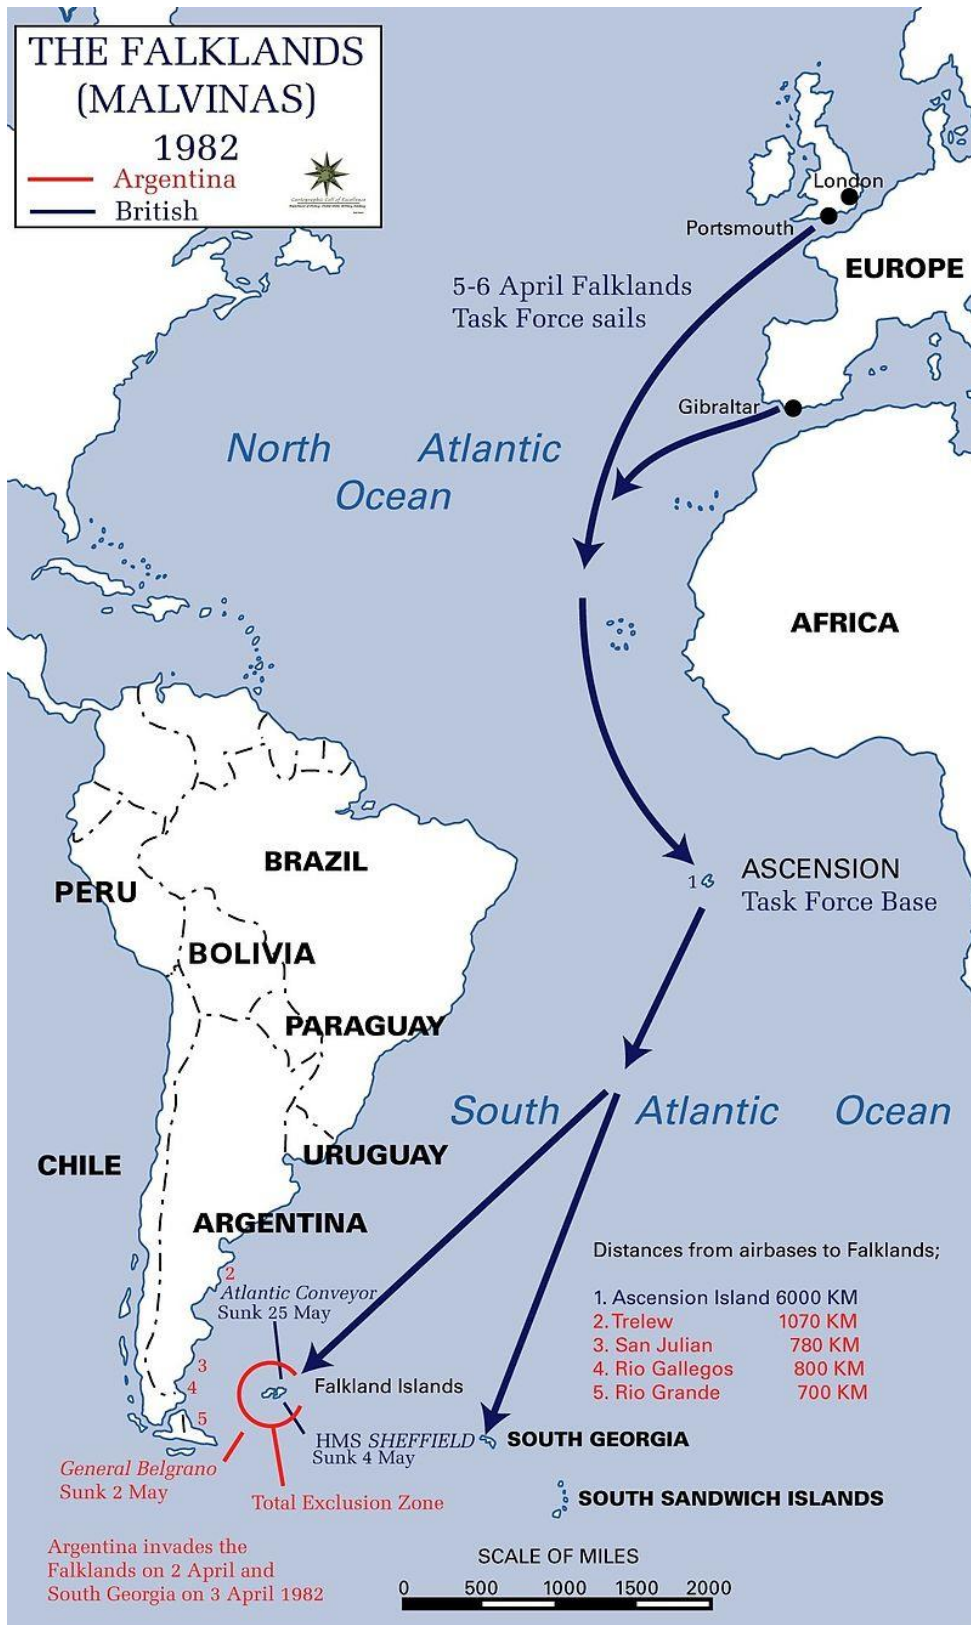 THE FALKLANDS
(MALVINAS)
1982
Argentina
British
London
Portsmouth
EUROPE
5-6 April Falklands
Task Force sails
Gibraltar
North Atlantic
Ocean
AFRICA
BRAZIL
PERU
ASCENSION
1
Task Force Base
BOLIVIA
PARAGUAY
South Atlantic Ocean
URUGUAY
CHILE
ARGENTINA
Distances from airbases to Falklands;
1. Ascension Island 6000 KM
2. Trelew 1070 KM
3. San Julian 780 KM
4. Rio Gallegos 800 KM
5. Rio Grande 700 KM
2
Atlantic Conveyor
Sunk 25 May
3
4
5
Falkland Islands
HMS SHEFFIELD
Sunk 4 May
SOUTH GEORGIA
General Belgrano
Sunk 2 May
Total Exclusion Zone
SOUTH SANDWICH ISLANDS
Argentina invades the
Falklands on 2 April and
South Georgia on 3 April 1982
SCALE OF MILES
0 500 1000 1500 2000